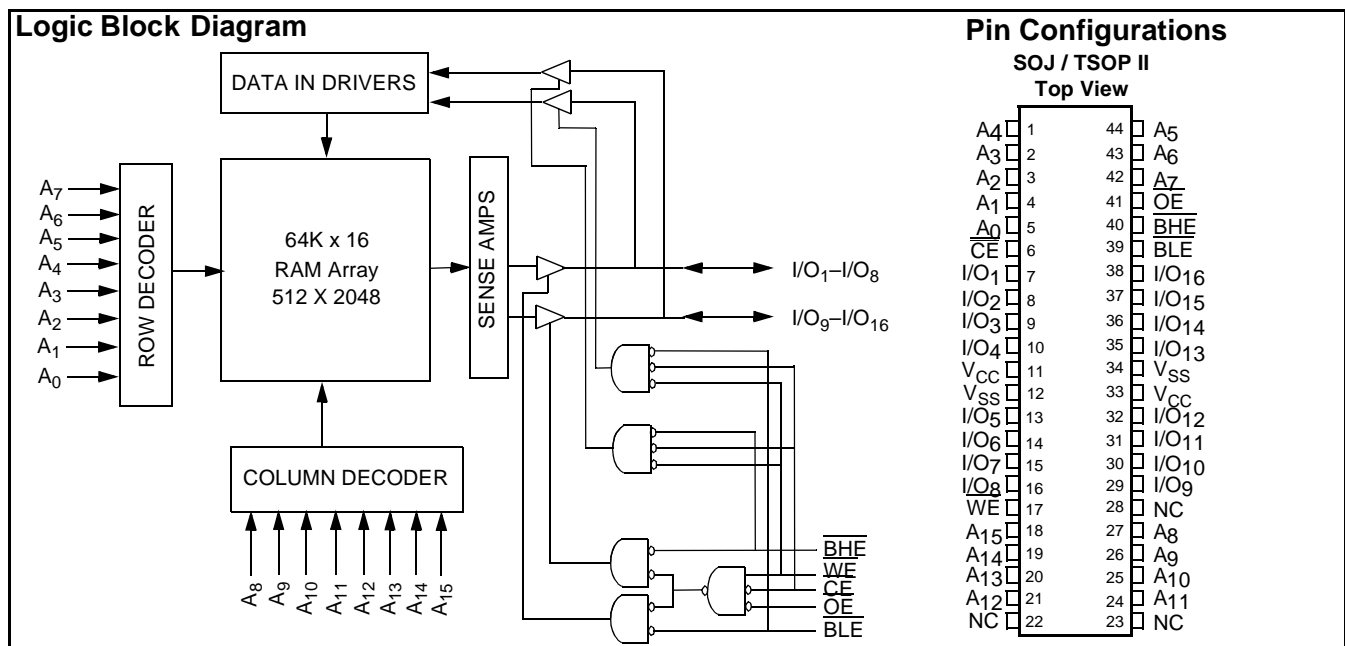 Logic Block Diagram
DATA IN DRIVERS
A7
A6
A5
A4
A3
A2
A1
A0
ROW DECODER
64K x 16
RAM Array
512 X 2048
SENSE AMPS
I/O1–I/O8
I/O9–I/O16
COLUMN DECODER
A8
A9
A10
A11
A12
A13
A14
A15
BHE
WE
CE
OE
BLE
Pin Configurations
SOJ / TSOP II
Top View
A4 1 44 A5
A3 2 43 A6
A2 3 42 A7
A1 4 41 OE
A0 5 40 BHE
CE 6 39 BLE
I/O1 7 38 I/O16
I/O2 8 37 I/O15
I/O3 9 36 I/O14
I/O4 10 35 I/O13
VCC 11 34 VSS
VSS 12 33 VCC
I/O5 13 32 I/O12
I/O6 14 31 I/O11
I/O7 15 30 I/O10
I/O8 16 29 I/O9
WE 17 28 NC
A15 18 27 A8
A14 19 26 A9
A13 20 25 A10
A12 21 24 A11
NC 22 23 NC